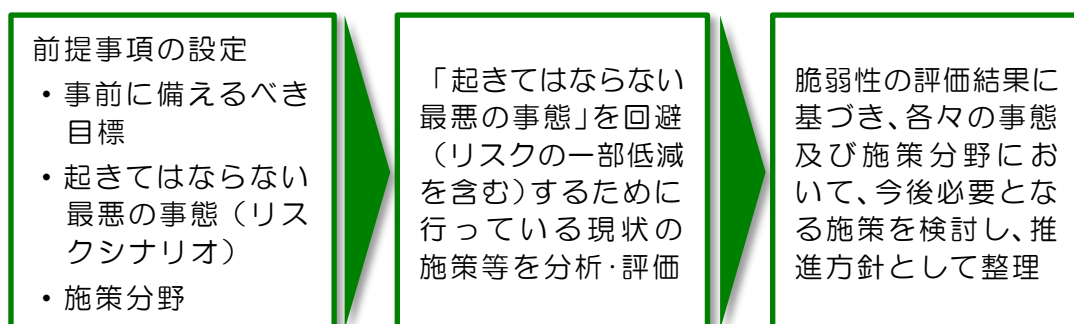 前提事項の設定
・事前に備えるべき
目標
・起きてはならない
最悪の事態（リス
クシナリオ）
・施策分野
「起きてはならない
最悪の事態」を回避
（リスクの一部低減
を含む）するために
行っている現状の
施策等を分析・評価
脆弱性の評価結果に
基づき、各々の事態
及び施策分野にお
いて、今後必要とな
る施策を検討し、推
進方針として整理